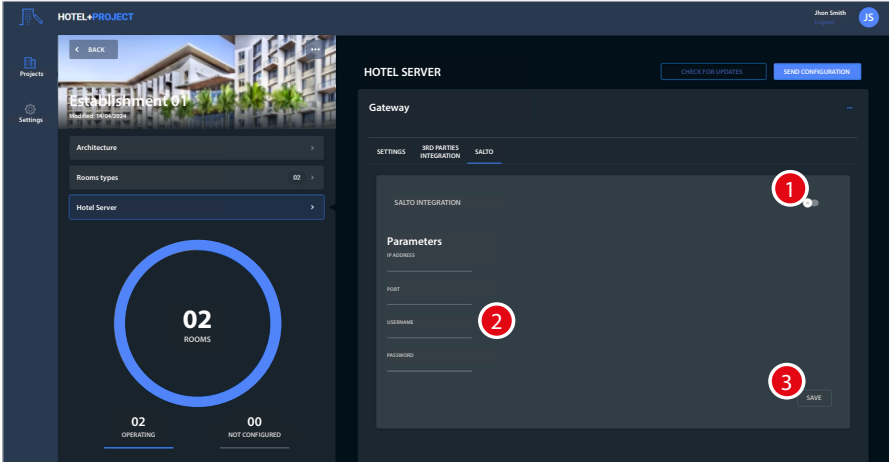 HOTEL+PROJECT
Jhon Smith
Logout
JS
Projects
Settings
< BACK
Establishment 01
Modified: 14/04/2024
Architecture
Rooms types 02
Hotel Server
02
ROOMS
02
OPERATING
00
NOT CONFIGURED
HOTEL SERVER
CHECK FOR UPDATES
SEND CONFIGURATION
Gateway
SETTINGS
3RD PARTIES
INTEGRATION
SALTO
1
SALTO INTEGRATION
Parameters
IP ADDRESS
PORT
USERNAME
2
PASSWORD
3
SAVE